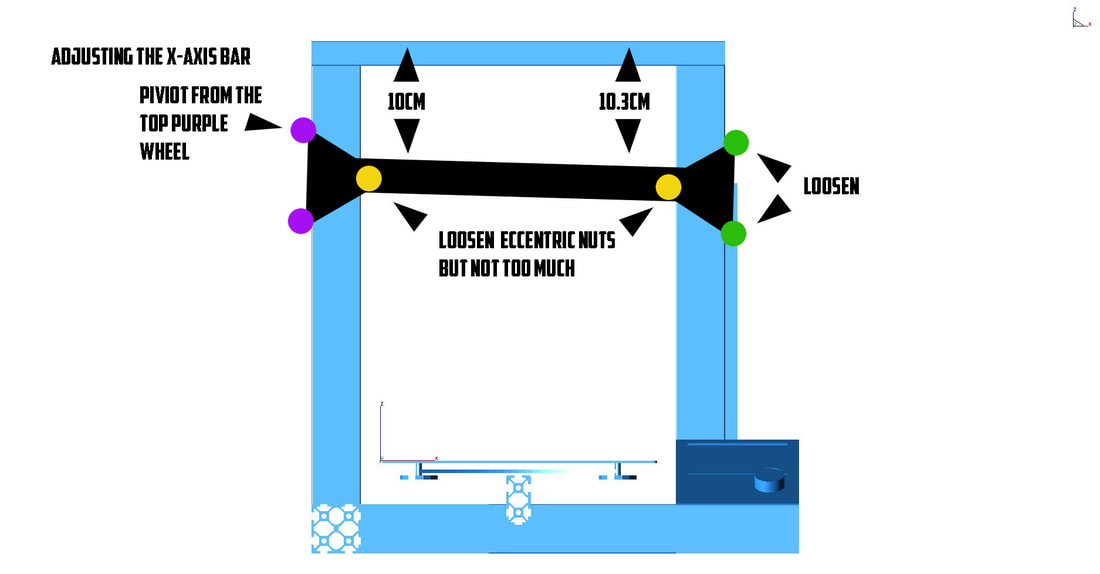 ADJUSTING THE X-AXIS BAR
PIVIOT FROM THE
TOP PURPLE
WHEEL
10CM
10.3CM
LOOSEN
LOOSEN ECCENTRIC NUTS
BUT NOT TOO MUCH
Z
X
Z
X